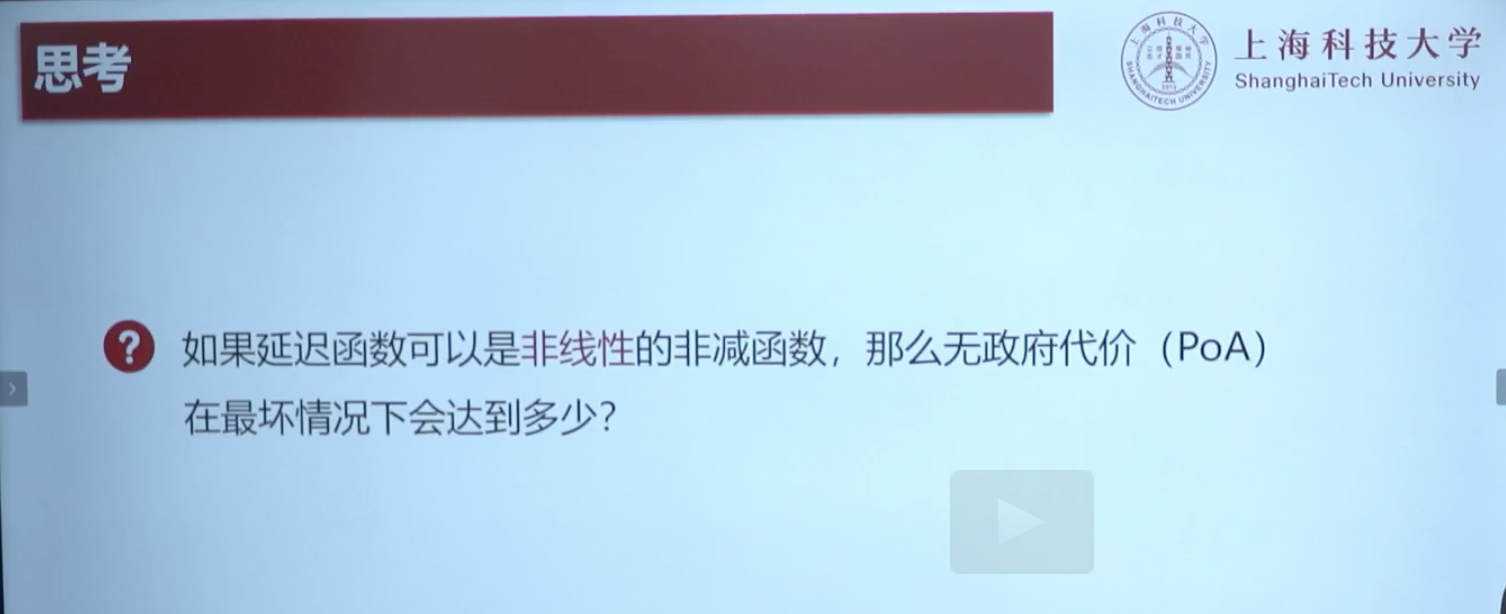 思考
上海科技大学
ShanghaiTech University
如果延迟函数可以是非线性的非减函数，那么无政府代价（PoA）
在最坏情况下会达到多少？